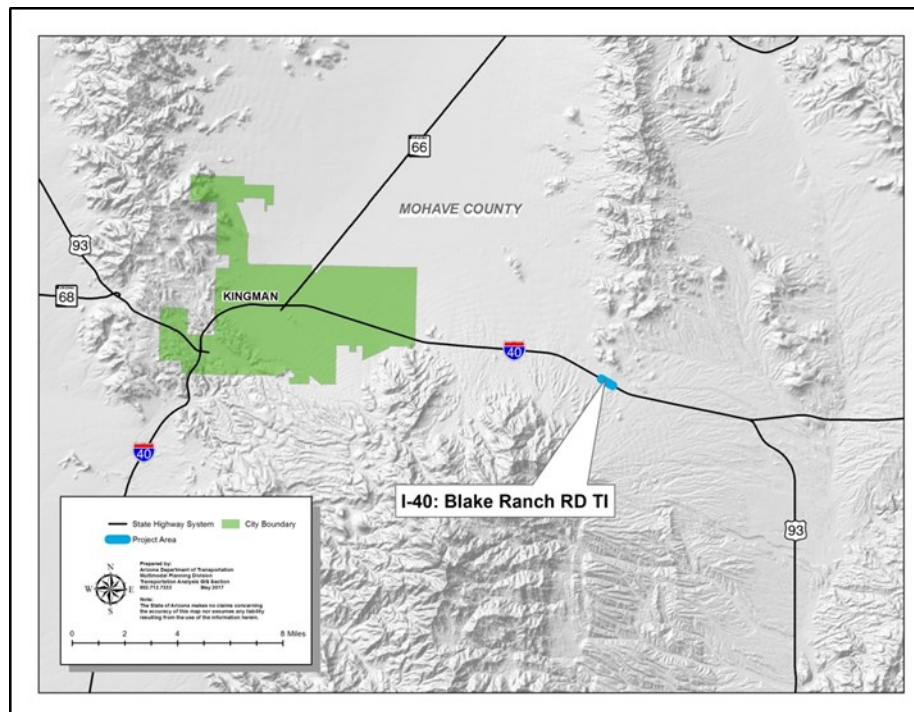 66
MOHAVE COUNTY
93
68
KINGMAN
40
40
I-40: Blake Ranch RD TI
93
State Highway System
City Boundary
Project Area
N
W E
S
Prepared by:
Arizona Department of Transportation
Multimodal Planning Division
Transportation Analysis GIS Section
May 2017
Note:
The State of Arizona makes no claims concerning
the accuracy of this map nor assumes any liability
resulting from the use of the information herein.
0 2 4 8 Miles